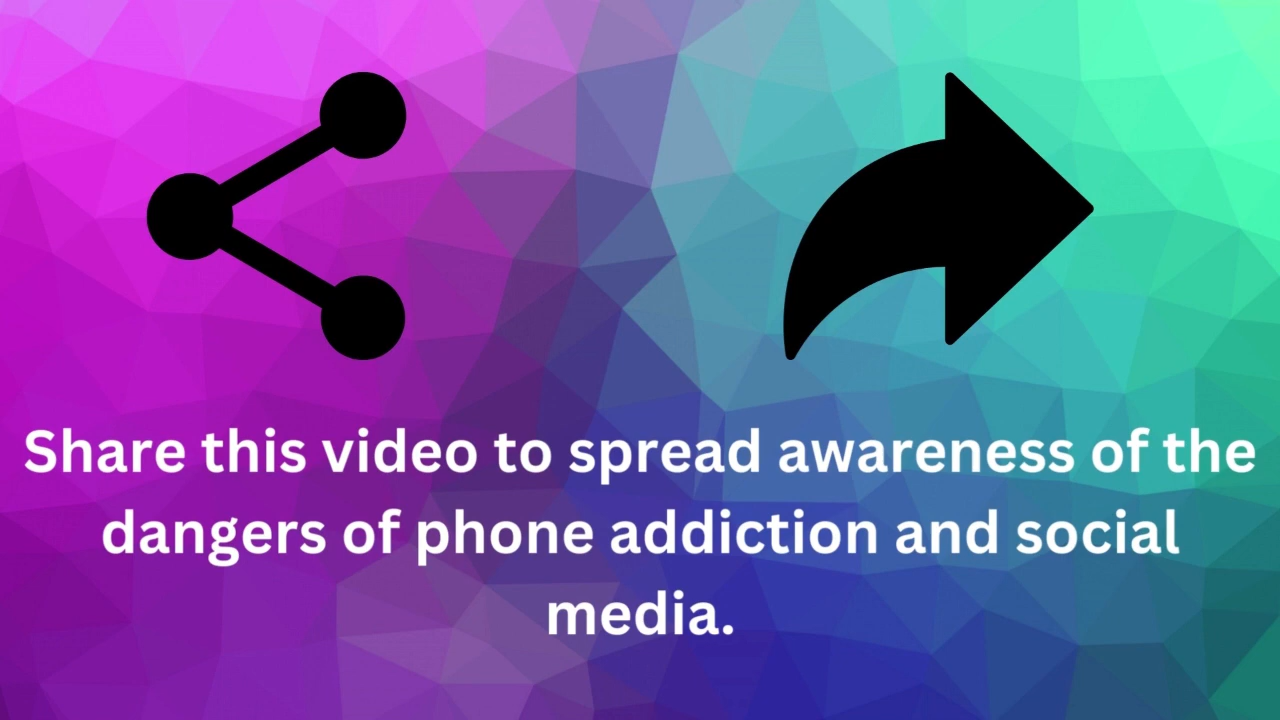 Share this video to spread awareness of the
dangers of phone addiction and social
media.